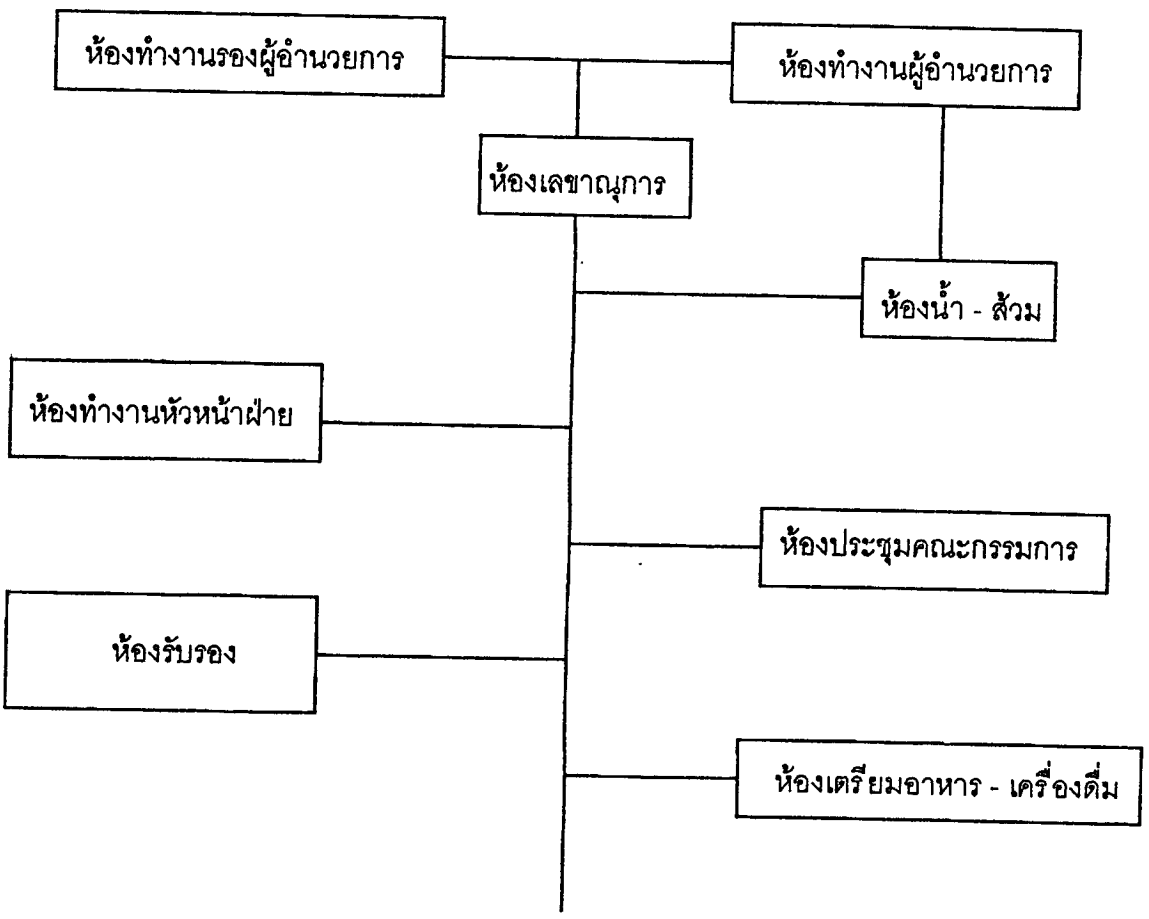 ห้องทำงานรองผู้อำนวยการ
ห้องทำงานผู้อำนวยการ
ห้องเลขาณุการ
ห้องน้ำ - ส้วม
ห้องทำงานหัวหน้าฝ่าย
ห้องประชุมคณะกรรมการ
ห้องรับรอง
ห้องเตรียมอาหาร - เครื่องดื่ม